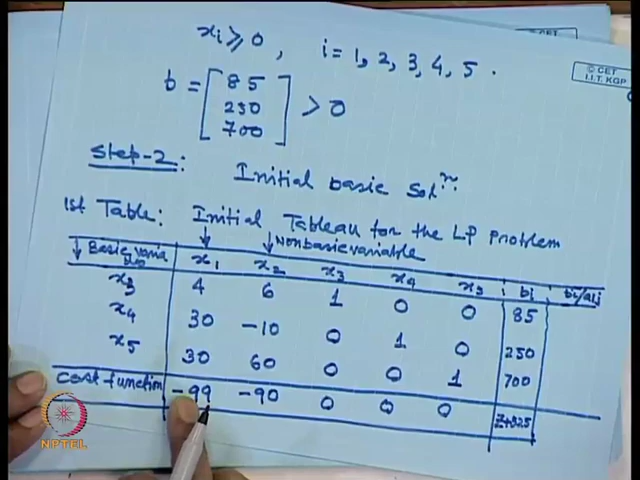 xi ≥ 0 , i = 1, 2, 3, 4, 5 .
© CET
I.I.T. KGP
b = [ 85
230
700 ] > 0
Step-2: Initial basic Solⁿ.
1st Table: Initial Tableau for the LP Problem
↓ Basic variables ↓ ↓ Nonbasic variable
x1 x2 x3 x4 x5 bi bi/aij
x3 4 6 1 0 0 85
x4 30 -10 0 1 0 250
x5 30 60 0 0 1 700
Cost function -99 -90 0 0 0 Z+825
NPTEL